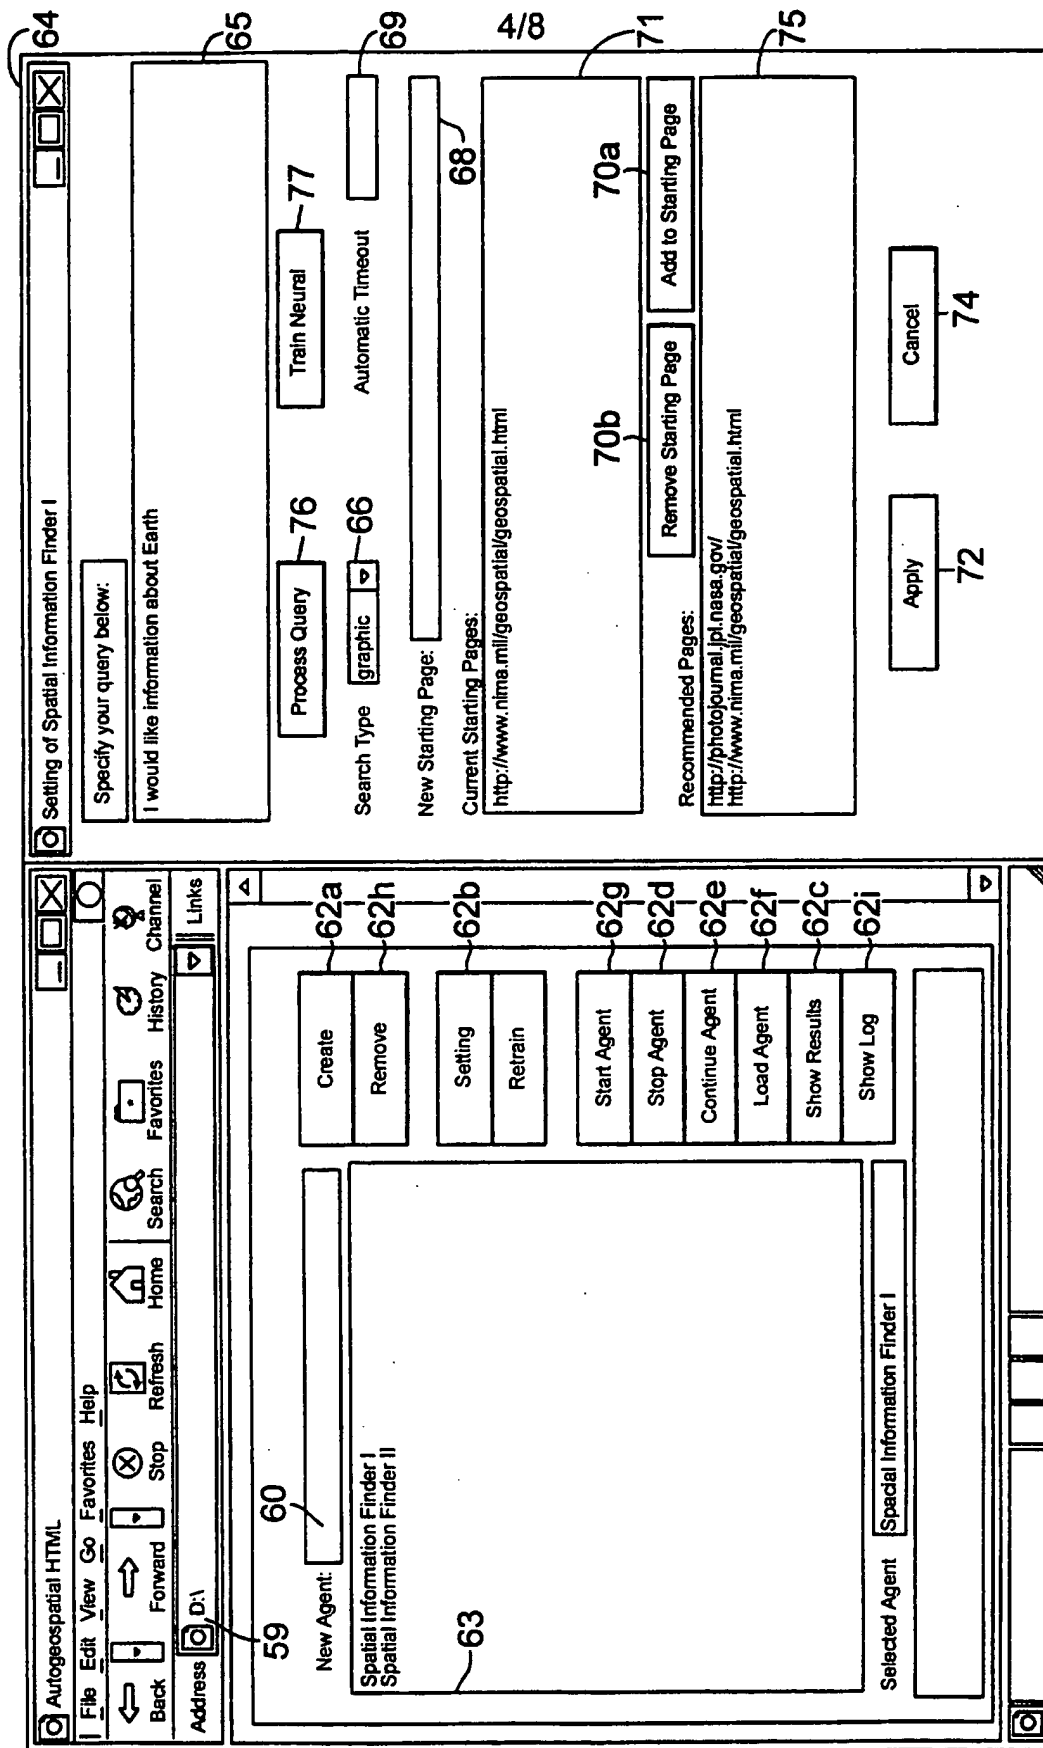 4/8
Autogeospatial HTML
File Edit View Go Favorites Help
Back Forward Stop Refresh Home Search Favorites History Channel
Address D:\ Links
59
New Agent:
60
63
Spatial Information Finder I
Spatial Information Finder II
Create 62a
Remove 62h
Setting 62b
Retrain
Start Agent 62g
Stop Agent 62d
Continue Agent 62e
Load Agent 62f
Show Results 62c
Show Log 62i
Selected Agent Spacial Information Finder I
Setting of Spatial Information Finder I
64
Specify your query below:
I would like information about Earth
65
Process Query 76
Train Neural 77
Search Type graphic 66
Automatic Timeout
69
New Starting Page:
68
Current Starting Pages:
http://www.nima.mil/geospatial/geospatial.html
71
70b 70a
Remove Starting Page Add to Starting Page
Recommended Pages:
http://photojournal.jpl.nasa.gov/
http://www.nima.mil/geospatial/geospatial.html
75
Apply Cancel
72 74